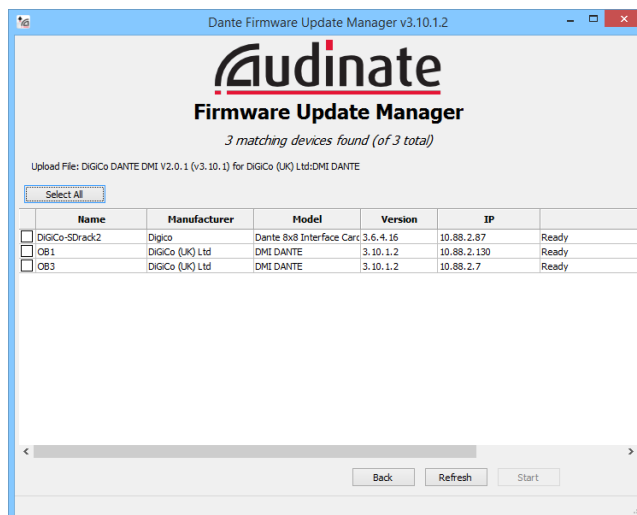 Dante Firmware Update Manager v3.10.1.2
Audinate
Firmware Update Manager
3 matching devices found (of 3 total)
Upload File: DiGiCo DANTE DMI V2.0.1 (v3.10.1) for DiGiCo (UK) Ltd:DMI DANTE
Select All
Name Manufacturer Model Version IP
DiGiCo-SDrack2 Digico Dante 8x8 Interface Card 3.6.4.16 10.88.2.87 Ready
OB1 DiGiCo (UK) Ltd DMI DANTE 3.10.1.2 10.88.2.130 Ready
OB3 DiGiCo (UK) Ltd DMI DANTE 3.10.1.2 10.88.2.7 Ready
Back Refresh Start